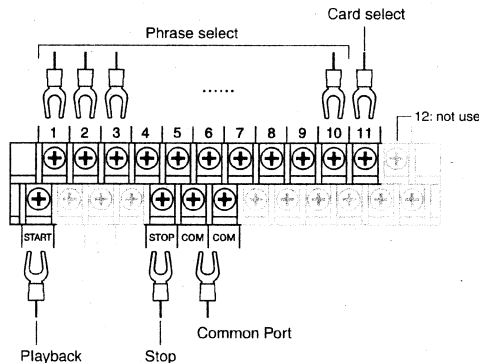 Card select
Phrase select
......
1 2 3 4 5 6 7 8 9 10 11
12: not use
START STOP COM COM
Common Port
Playback Stop